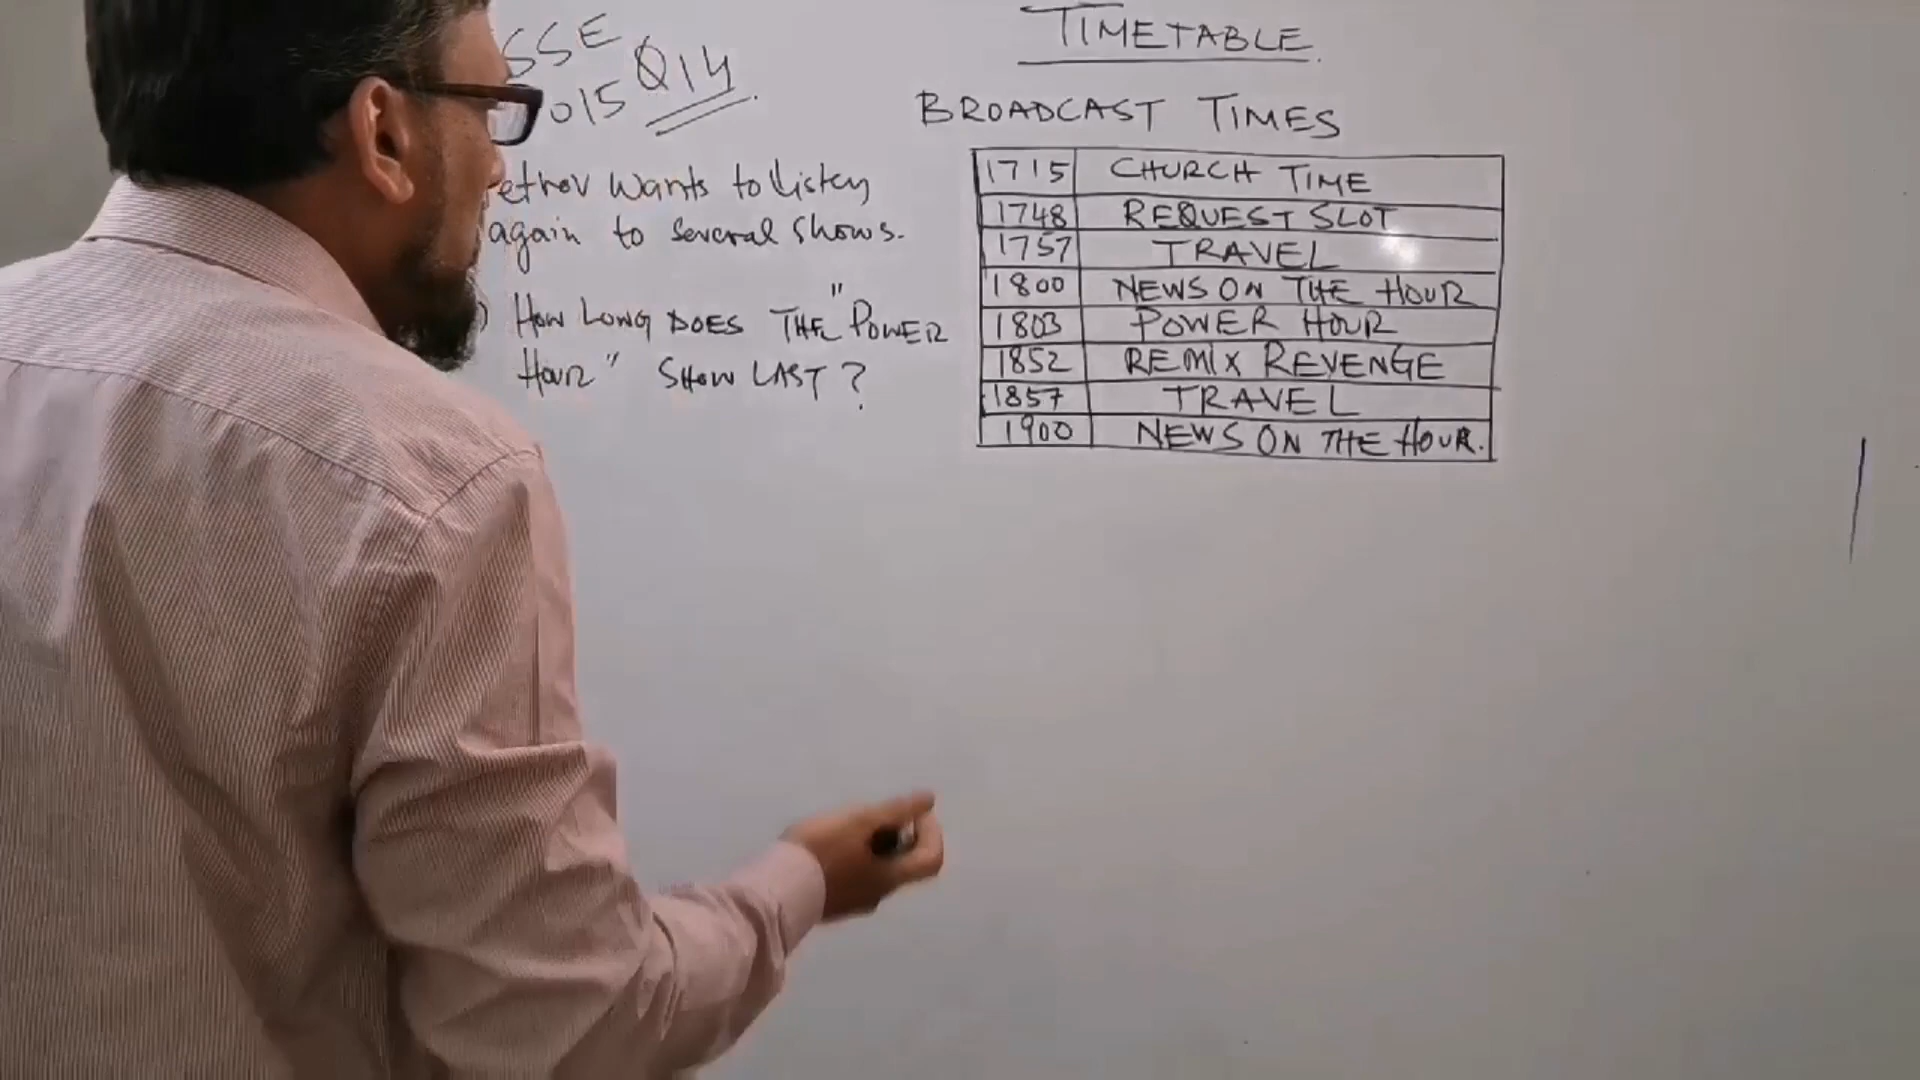 SSE
015 Q14
wants to listen
again to several shows.
HOW LONG DOES THE "POWER
HOUR" SHOW LAST?
TIMETABLE
BROADCAST TIMES
1715 CHURCH TIME
1748 REQUEST SLOT
1757 TRAVEL
1800 NEWS ON THE HOUR
1803 POWER HOUR
1852 REMIX REVENGE
1857 TRAVEL
1900 NEWS ON THE HOUR.